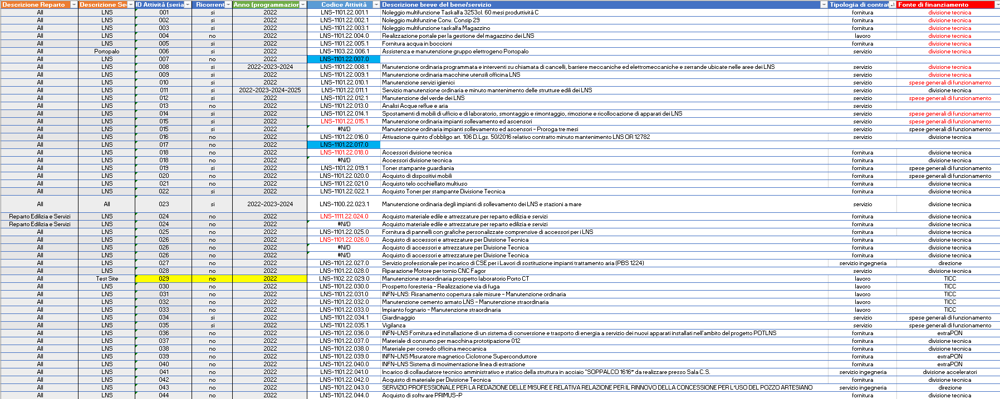 Descrizione Reparto Descrizione Se ID Attività (seria Ricorrent Anno (programmazior Codice Attività Descrizione breve del bene/servizio Tipologia di contrat Fonte di finanziamento
All LNS 001 si 2022 LNS-1101.22.001.1 Noleggio multifunzione Taskalfa 3253cl. 60 mesi produttività C fornitura divisione tecnica
All LNS 002 si 2022 LNS-1101.22.002.1 Noleggio multifunzine Conv. Consip 29 fornitura divisione tecnica
All LNS 003 si 2022 LNS-1101.22.003.1 Noleggio multifunzione taskalfa Magazzino fornitura divisione tecnica
All LNS 004 no 2022 LNS-1101.22.004.0 Realizzazione portale per la gestione del magazzino dei LNS lavoro divisione tecnica
All LNS 005 si 2022 LNS-1101.22.005.1 Fornitura acqua in boccioni fornitura divisione tecnica
All Portopalo 006 si 2022 LNS-1103.22.006.1 Assistenza e manutenzione gruppo elettrogeno Portopalo servizio divisione tecnica
All LNS 007 no 2022 LNS-1101.22.007.0
All LNS 008 si 2022-2023-2024 LNS-1101.22.008.1 Manutenzione ordinaria programmata e interventi su chiamata di cancelli, barriere meccaniche ed elettromeccaniche e serrande ubicate nelle aree dei LNS servizio divisione tecnica
All LNS 009 si 2022 LNS-1101.22.009.1 Manutenzione ordinaria macchine utensili officina LNS servizio divisione tecnica
All LNS 010 si 2022 LNS-1101.22.010.1 Manutenzione servizi igienici servizio spese generali di funzionamento
All LNS 011 si 2022-2023-2024-2025 LNS-1101.22.011.1 Servizio manutenzione ordinaria e minuto mantenimento delle strutture edili dei LNS servizio divisione tecnica
All LNS 012 si 2022 LNS-1101.22.012.1 Manutenzione del verde dei LNS servizio spese generali di funzionamento
All LNS 013 no 2022 LNS-1101.22.013.0 Analisi Acque reflue e aria servizio
All LNS 014 si 2022 LNS-1101.22.014.1 Spostamenti di mobili di ufficio e di laboratorio, smontaggio e rimontaggio, rimozione e ricollocazione di apparati dei LNS servizio spese generali di funzionamento
All LNS 015 si 2022 LNS-1101.22.015.1 Manutenzione ordinaria impianti sollevamento ed ascensori servizio spese generali di funzionamento
All LNS 015 si 2022 #N/D Manutenzione ordinaria impianti sollevamento ed ascensori - Proroga tre mesi servizio spese generali di funzionamento
All LNS 016 no 2022 LNS-1101.22.016.0 Attivazione quinto d'obbligo art. 106 D.Lgs. 50/2016 relativo contratto minuto mantenimento LNS OR 12782 servizio divisione tecnica
All LNS 017 no 2022 LNS-1101.22.017.0 divisione tecnica
All LNS 018 no 2022 LNS-1101.22.018.0 Accessori divisione tecnica fornitura divisione tecnica
All LNS 018 no 2022 #N/D Accessori divisione tecnica fornitura divisione tecnica
All LNS 019 si 2022 LNS-1101.22.019.1 Toner stampante guardiania fornitura spese generali di funzionamento
All LNS 020 no 2022 LNS-1101.22.020.0 Acquisto di dispositivi mobili fornitura spese generali di funzionamento
All LNS 021 no 2022 LNS-1101.22.021.0 Acquisto telo occhiellato multiuso fornitura divisione tecnica
All LNS 022 si 2022 LNS-1101.22.022.1 Acquisto Toner per stampante Divisione Tecnica fornitura divisione tecnica
All All 023 si 2022-2023-2024 LNS-1100.22.023.1 Manutenzione ordinaria degli impianti di sollevamento dei LNS e stazioni a mare servizio divisione tecnica
Reparto Edilizia e Servizi LNS 024 no 2022 LNS-1111.22.024.0 Acquisto materiale edile e attrezzature per reparto edilizia e servizi fornitura divisione tecnica
Reparto Edilizia e Servizi LNS 024 no 2022 #N/D Acquisto materiale edile e attrezzature per reparto edilizia e servizi fornitura divisione tecnica
All LNS 025 no 2022 LNS-1101.22.025.0 Fornitura di pannelli con grafiche personalizzate comprensive di accessori per i LNS fornitura divisione tecnica
All LNS 026 no 2022 LNS-1101.22.026.0 Acquisto di accessori e attrezzature per Divisione Tecnica fornitura divisione tecnica
All LNS 026 no 2022 #N/D Acquisto di accessori e attrezzature per Divisione Tecnica fornitura divisione tecnica
All LNS 026 no 2022 #N/D Acquisto di accessori e attrezzature per Divisione Tecnica fornitura divisione tecnica
All LNS 027 no 2022 LNS-1101.22.027.0 Servizio professionale per incarico di CSE per i Lavori di sostituzione impianti trattamento aria (PBS 1224) servizio ingegneria direzione
All LNS 028 no 2022 LNS-1101.22.028.0 Riparazione Motore per tornio CNC Fagor servizio divisione tecnica
All Test Site 029 no 2022 LNS-1102.22.029.0 Manutenzione straordinaria prospetto laboratorio Porto CT lavoro TICC
All LNS 030 no 2022 LNS-1101.22.030.0 Prospetto foresteria - Realizzazione via di fuga lavoro TICC
All LNS 031 no 2022 LNS-1101.22.031.0 INFN-LNS: Risanamento copertura sale misure - Manutenzione ordinaria lavoro TICC
All LNS 032 no 2022 LNS-1101.22.032.0 Manutenzione cemento armato LNS - Manutenzione straordinaria lavoro TICC
All LNS 033 no 2022 LNS-1101.22.033.0 Impianto fognario - Manutenzione straordinaria lavoro TICC
All LNS 034 si 2022 LNS-1101.22.034.1 Giardinaggio servizio spese generali di funzionamento
All LNS 035 si 2022 LNS-1101.22.035.1 Vigilanza servizio spese generali di funzionamento
All LNS 036 no 2022 LNS-1101.22.036.0 INFN-LNS Fornitura ed installazione di un sistema di conversione e trasporto di energia a servizio dei nuovi apparati installati nell'ambito del progetto POTLNS fornitura extraPON
All LNS 037 no 2022 LNS-1101.22.037.0 Materiale di consumo per macchina prototipazione 012 fornitura divisione tecnica
All LNS 038 no 2022 LNS-1101.22.038.0 Materiale per corredo officina meccanica fornitura divisione tecnica
All LNS 039 no 2022 LNS-1101.22.039.0 INFN-LNS Misuratore magnetico Ciclotrone Superconduttore fornitura extraPON
All LNS 040 no 2022 LNS-1101.22.040.0 INFN-LNS Sistema di movimentazione linea di estrazione fornitura extraPON
All LNS 041 no 2022 LNS-1101.22.041.0 Incarico di collaudatore tecnico amministrativo e statico della struttura in acciaio "SOPPALCO 1616" da realizzare presso Sala C.S. servizio ingegneria divisione acceleratori
All LNS 042 no 2022 LNS-1101.22.042.0 Acquisto di materiale per Divisione Tecnica fornitura divisione tecnica
All LNS 043 no 2022 LNS-1101.22.043.0 SERVIZIO PROFESSIONALE PER LA REDAZIONE DELLE MISURE E RELATIVA RELAZIONE PER IL RINNOVO DELLA CONCESSIONE PER L'USO DEL POZZO ARTESIANO servizio ingegneria direzione
All LNS 044 no 2022 LNS-1101.22.044.0 Acquisto di software PRIMUS-P fornitura divisione tecnica